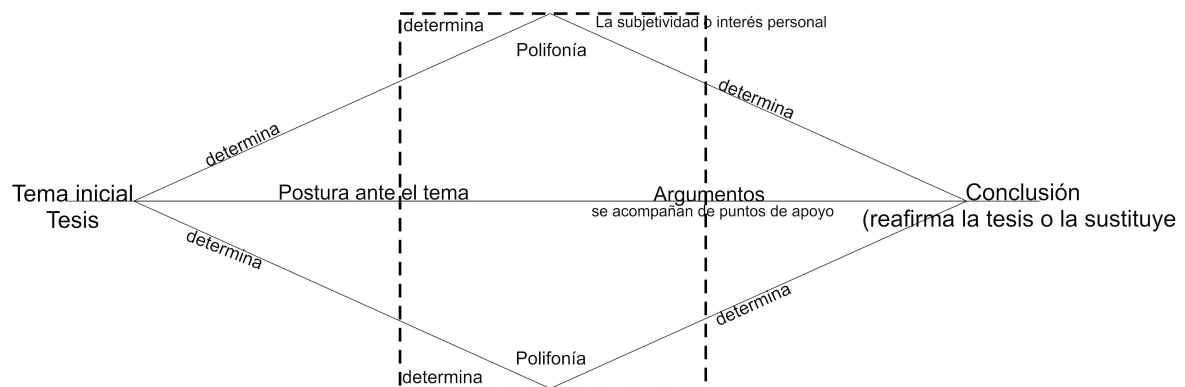 determina
La subjetividad o interés personal
Polifonía
determina
determina
Tema inicial
Tesis
Postura ante el tema
Argumentos
se acompañan de puntos de apoyo
Conclusión
(reafirma la tesis o la sustituye
determina
determina
Polifonía
determina